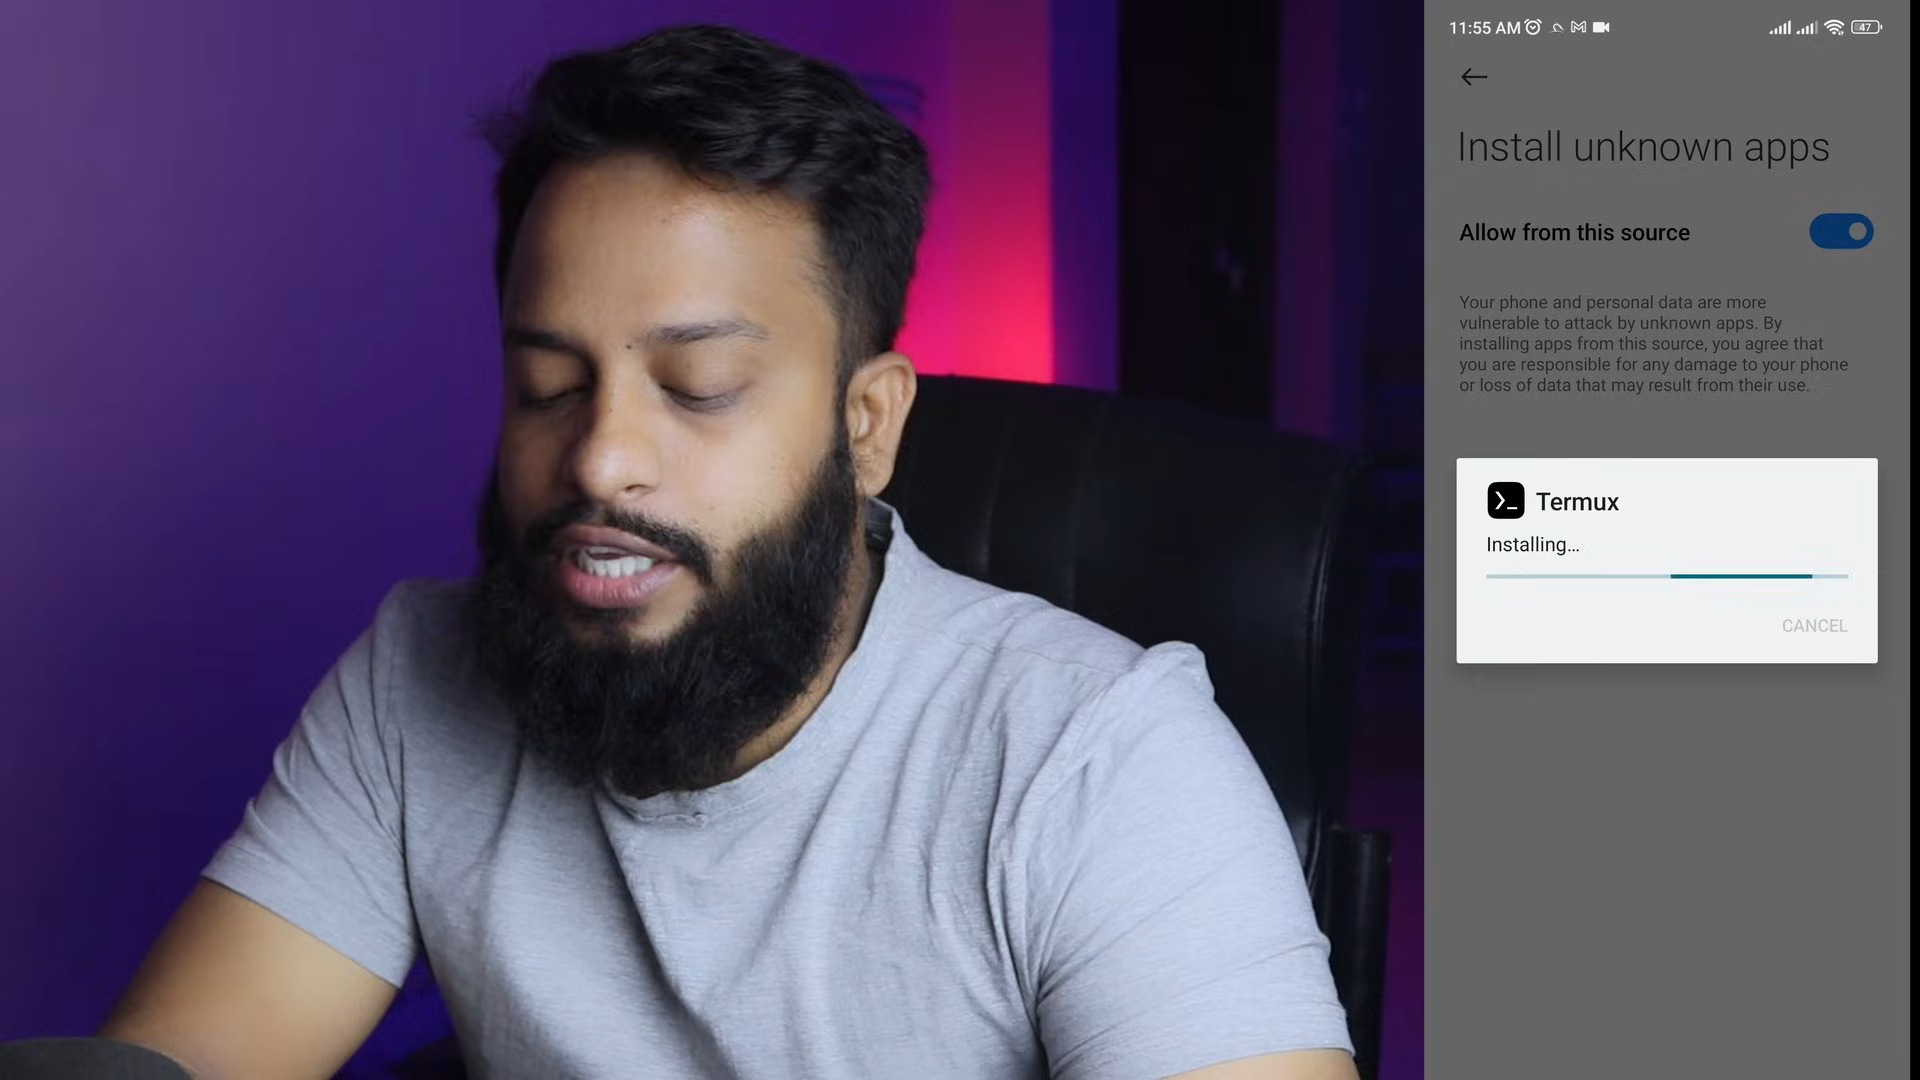 11:55 AM
47
Install unknown apps
Allow from this source
Your phone and personal data are more
vulnerable to attack by unknown apps. By
installing apps from this source, you agree that
you are responsible for any damage to your phone
or loss of data that may result from their use.
Termux
Installing...
CANCEL